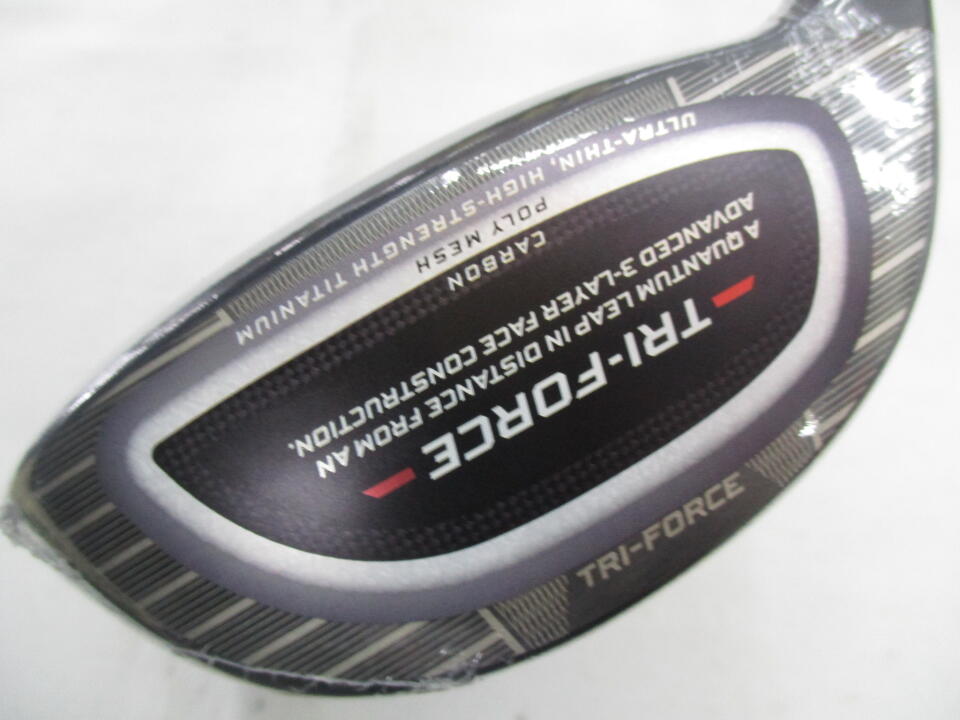 TRI-FORCE
A QUANTUM LEAP IN DISTANCE FROM AN
ADVANCED 3-LAYER FACE CONSTRUCTION.
CARBON
POLY MESH
ULTRA-THIN, HIGH-STRENGTH TITANIUM
TRI-FORCE